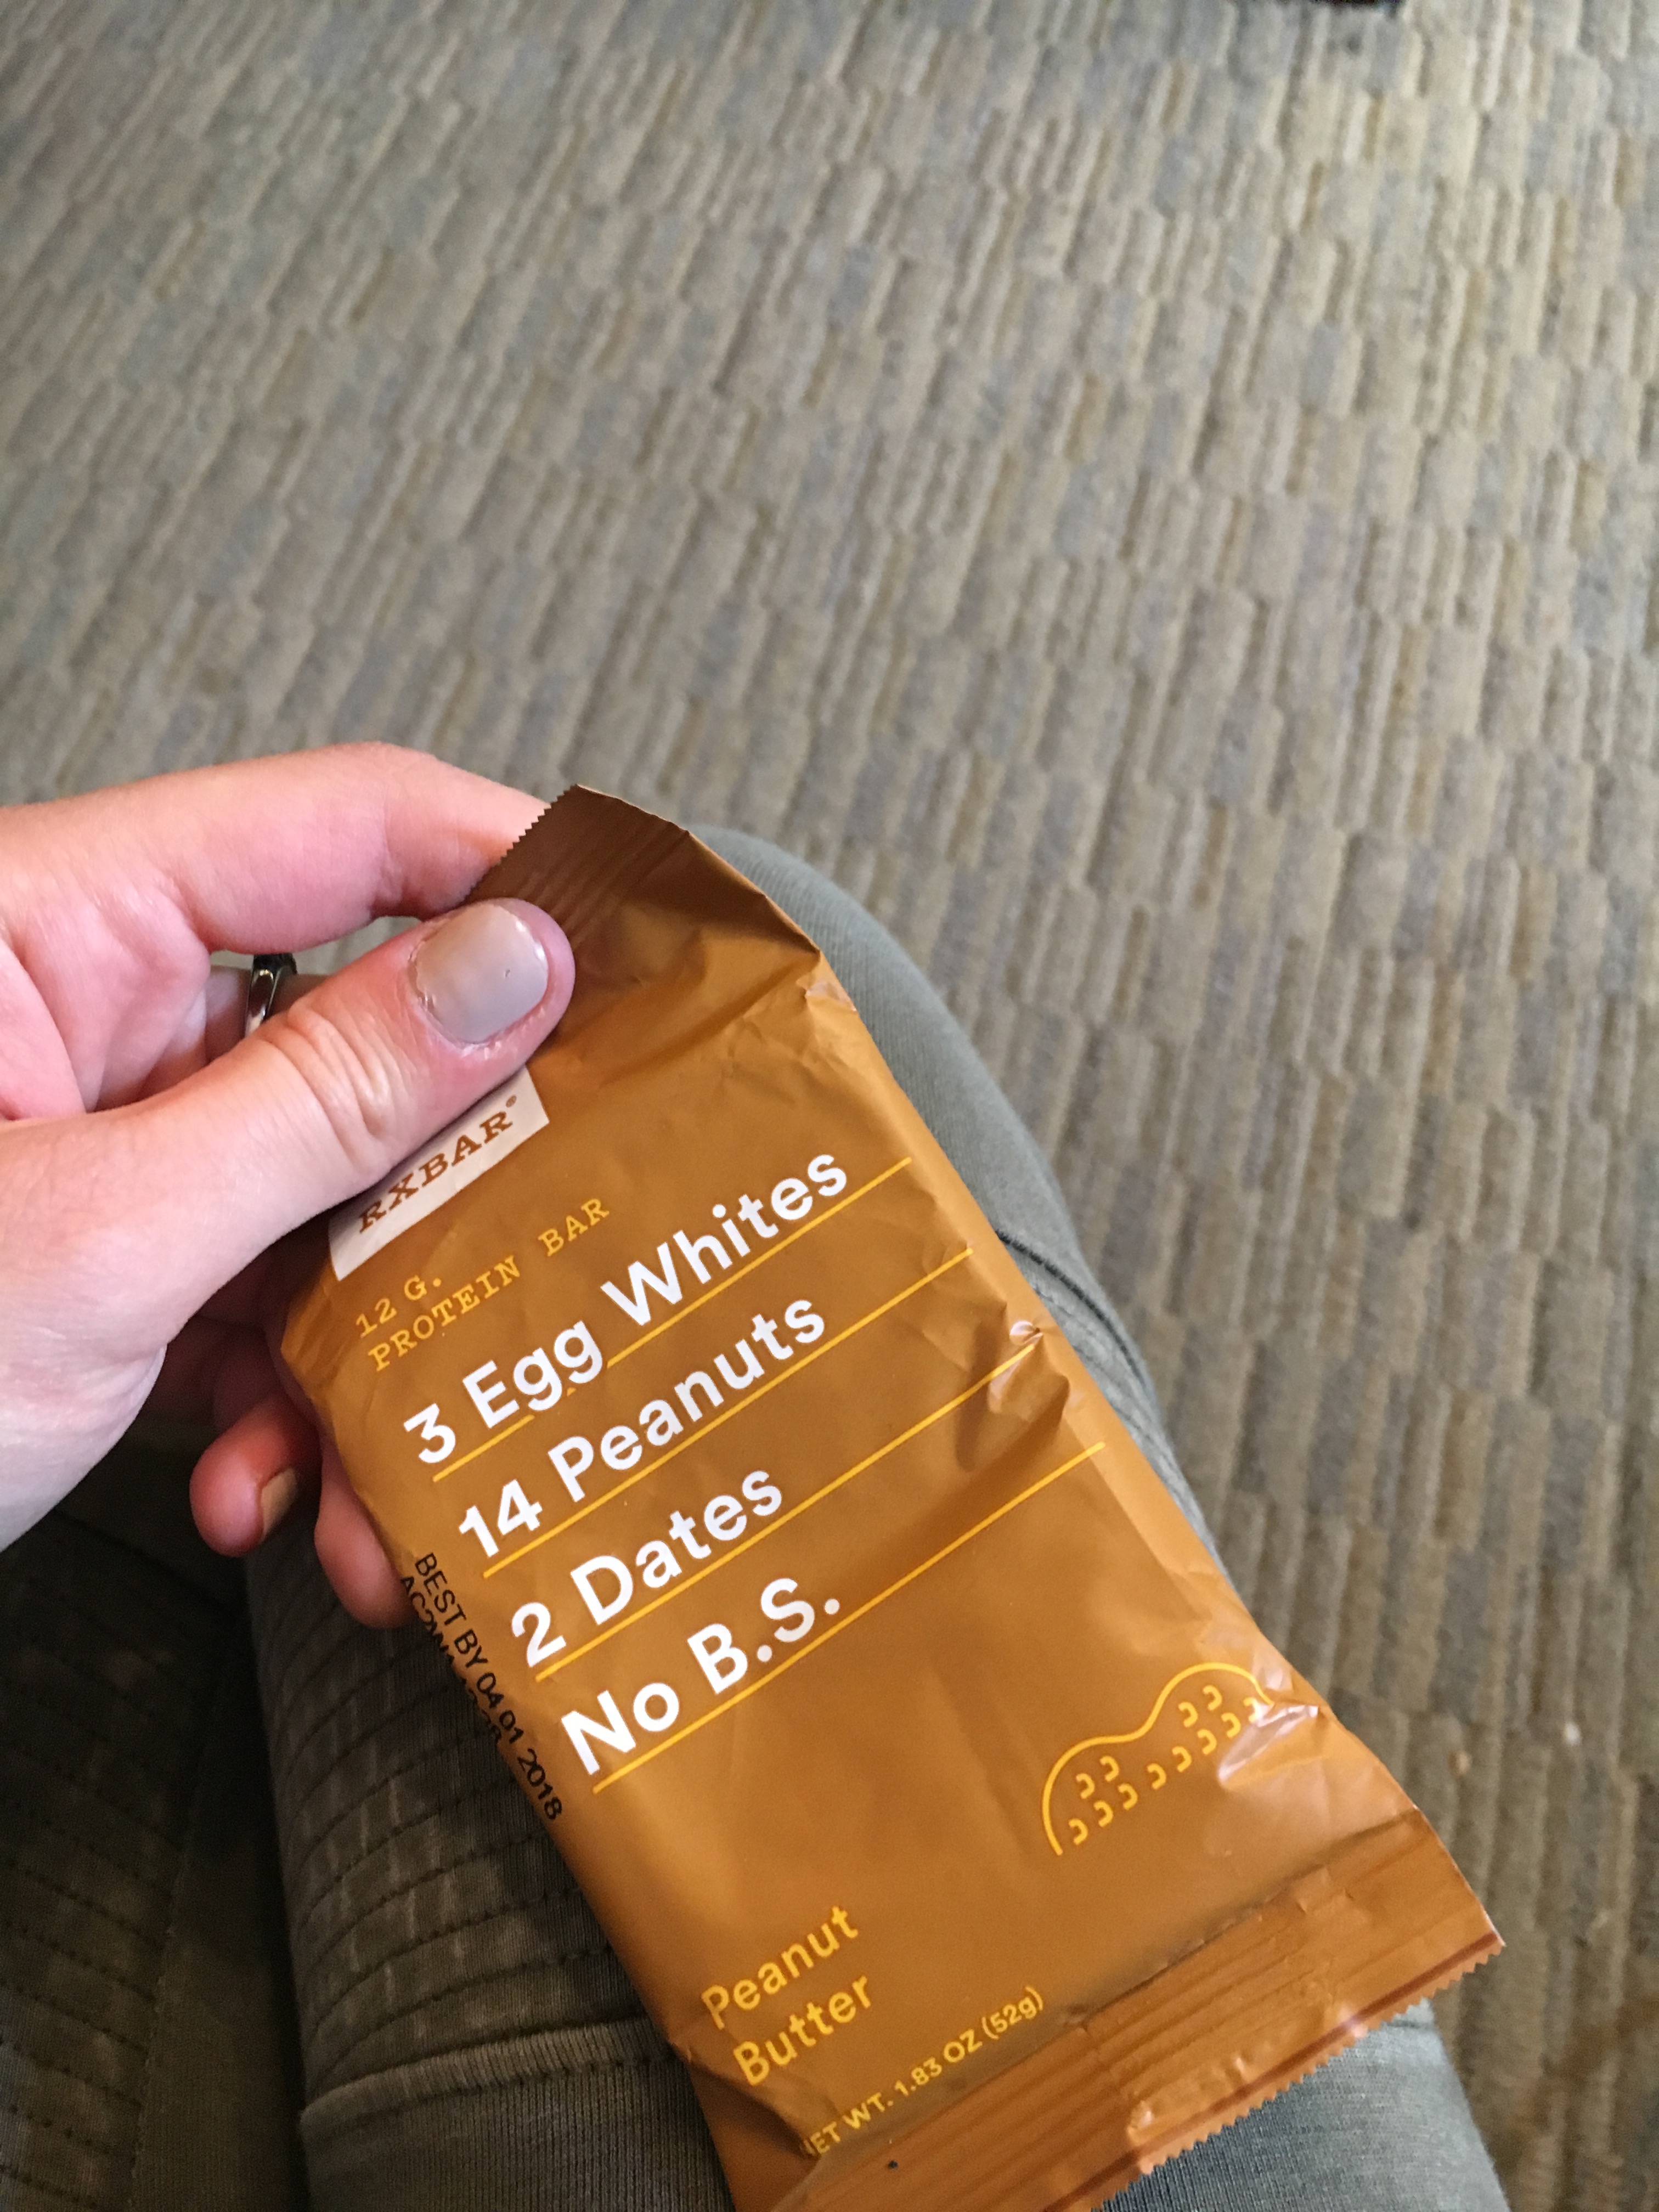 RXBAR®
12 G.
PROTEIN BAR
3 Egg Whites
14 Peanuts
2 Dates
No B.S.
BEST BY 04 01 2018
Peanut
Butter
NET WT. 1.83 OZ (52g)